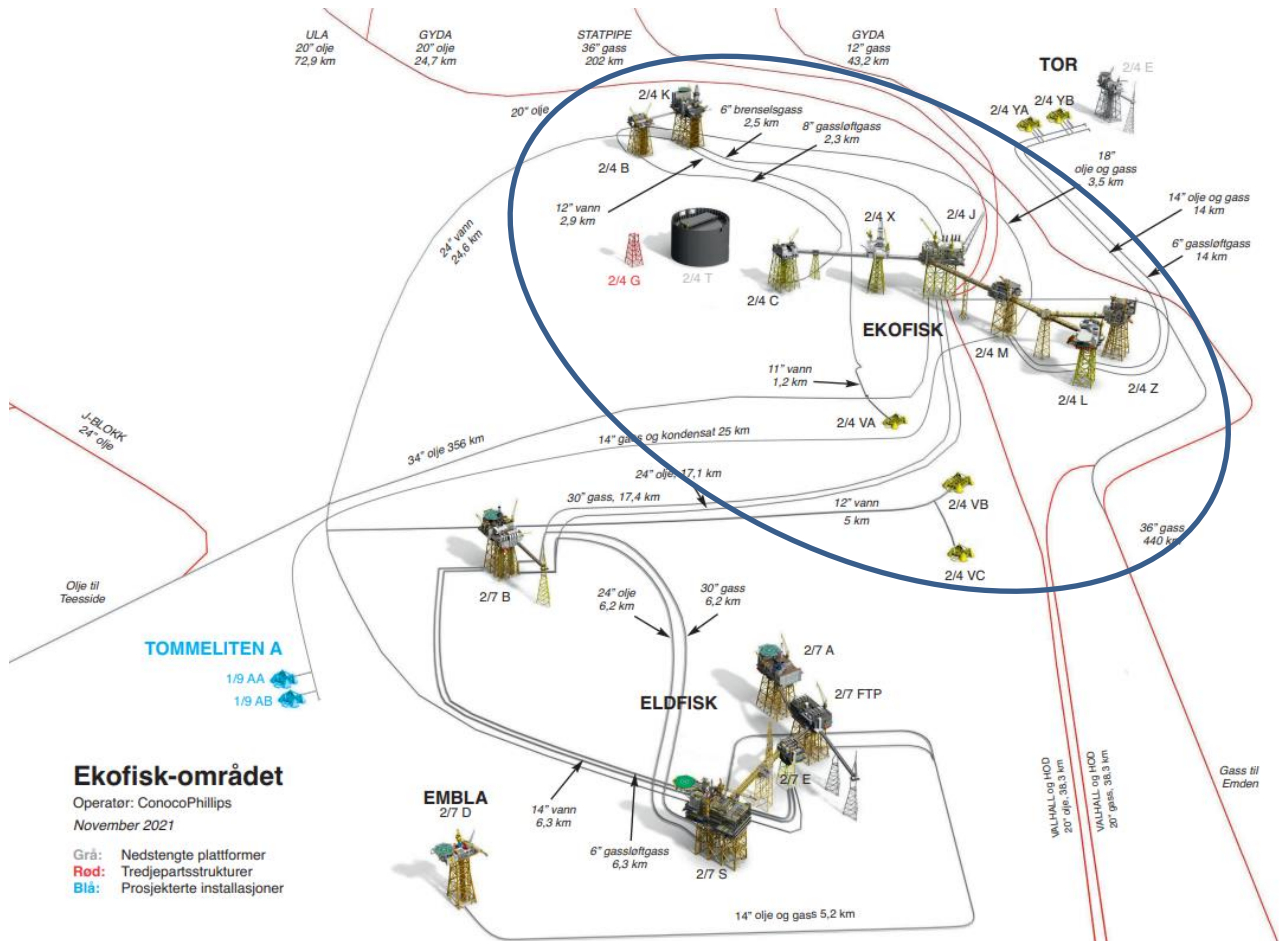 ULA
20” olje
72,9 km
GYDA
20” olje
24,7 km
STATPIPE
36” gass
202 km
GYDA
12” gass
43,2 km
TOR
2/4 E
2/4 YA
2/4 YB
2/4 K
20” olje
6” brenselsgass
2,5 km
8” gassløftgass
2,3 km
2/4 B
18”
olje og gass
3,5 km
14” olje og gass
14 km
6” gassløftgass
14 km
12” vann
2,9 km
24” vann
24,6 km
2/4 X
2/4 J
2/4 G
2/4 T
2/4 C
EKOFISK
2/4 M
2/4 L
2/4 Z
11” vann
1,2 km
2/4 VA
J-BLOKK
24” olje
34” olje 356 km
14” gass og kondensat 25 km
24” olje, 17,1 km
30” gass, 17,4 km
12” vann
5 km
2/4 VB
2/4 VC
36” gass
440 km
Olje til
Teesside
2/7 B
24” olje
6,2 km
30” gass
6,2 km
TOMMELITEN A
1/9 AA
1/9 AB
2/7 A
2/7 FTP
ELDFISK
2/7 E
VALHALL og HOD
20” olje, 38,3 km
VALHALL og HOD
20” gass, 38,3 km
Gass til
Emden
Ekofisk-området
Operatør: ConocoPhillips
November 2021
Grå: Nedstengte plattformer
Rød: Tredjepartsstrukturer
Blå: Prosjekterte installasjoner
EMBLA
2/7 D
14” vann
6,3 km
6” gassløftgass
6,3 km
2/7 S
14” olje og gass 5,2 km